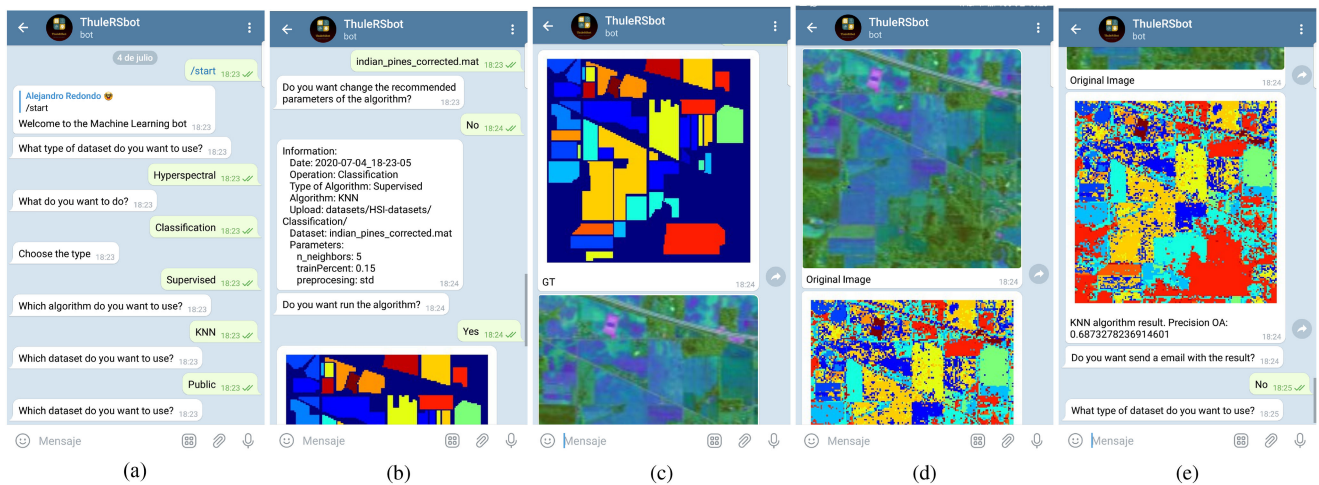 ThuleRSbot
bot
4 de julio
/start 18:23
Alejandro Redondo
/start
Welcome to the Machine Learning bot 18:23
What type of dataset do you want to use? 18:23
Hyperspectral 18:23
What do you want to do? 18:23
Classification 18:23
Choose the type 18:23
Supervised 18:23
Which algorithm do you want to use? 18:23
KNN 18:23
Which dataset do you want to use? 18:23
Public 18:23
Which dataset do you want to use? 18:23
Mensaje
(a)
ThuleRSbot
bot
indian_pines_corrected.mat 18:23
Do you want change the recommended
parameters of the algorithm? 18:23
No 18:24
Information:
Date: 2020-07-04_18-23-05
Operation: Classification
Type of Algorithm: Supervised
Algorithm: KNN
Upload: datasets/HSI-datasets/
Classification/
Dataset: indian_pines_corrected.mat
Parameters:
n_neighbors: 5
trainPercent: 0.15
preprocesing: std 18:24
Do you want run the algorithm? 18:24
Yes 18:24
Mensaje
(b)
ThuleRSbot
bot
GT 18:24
Mensaje
(c)
ThuleRSbot
bot
Original Image 18:24
Mensaje
(d)
ThuleRSbot
bot
Original Image 18:24
KNN algorithm result. Precision OA:
0.6873278236914601 18:24
Do you want send a email with the result? 18:24
No 18:25
What type of dataset do you want to use? 18:25
Mensaje
(e)